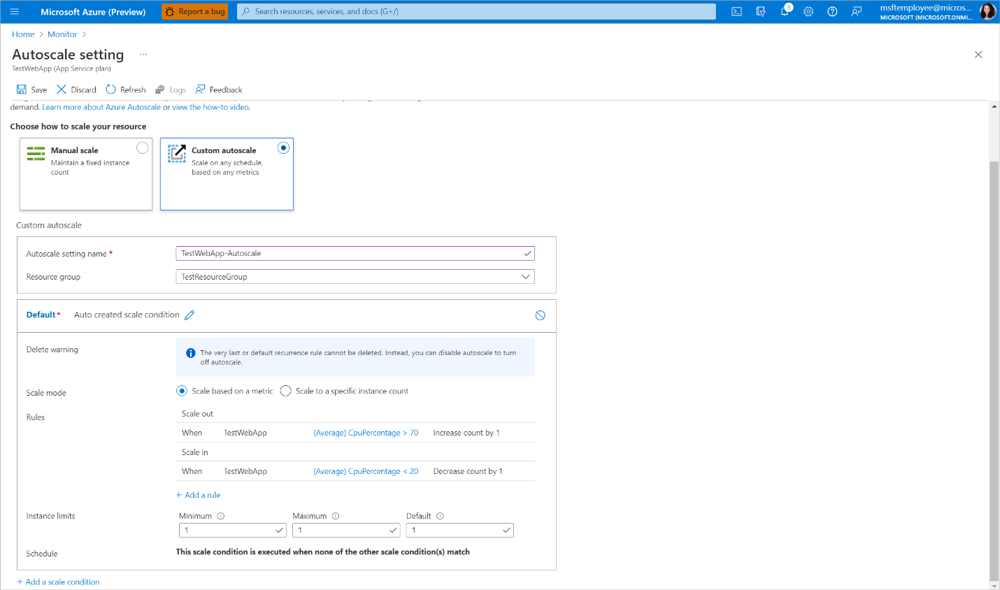 Microsoft Azure (Preview)
Report a bug
Search resources, services, and docs (G+/)
3
msftemployee@micros...
MICROSOFT (MICROSOFT.ONMI...
Home > Monitor >
Autoscale setting ...
TestWebApp (App Service plan)
Save Discard Refresh Logs Feedback
demand. Learn more about Azure Autoscale or view the how-to video.
Choose how to scale your resource
Manual scale
Maintain a fixed instance
count
Custom autoscale
Scale on any schedule,
based on any metrics
Custom autoscale
Autoscale setting name * TestWebApp-Autoscale
Resource group TestResourceGroup
Default* Auto created scale condition
Delete warning
The very last or default recurrence rule cannot be deleted. Instead, you can disable autoscale to turn
off autoscale.
Scale mode Scale based on a metric Scale to a specific instance count
Rules
Scale out
When TestWebApp (Average) CpuPercentage > 70 Increase count by 1
Scale in
When TestWebApp (Average) CpuPercentage < 20 Decrease count by 1
+ Add a rule
Instance limits Minimum Maximum Default
1 1 1
Schedule This scale condition is executed when none of the other scale condition(s) match
+ Add a scale condition